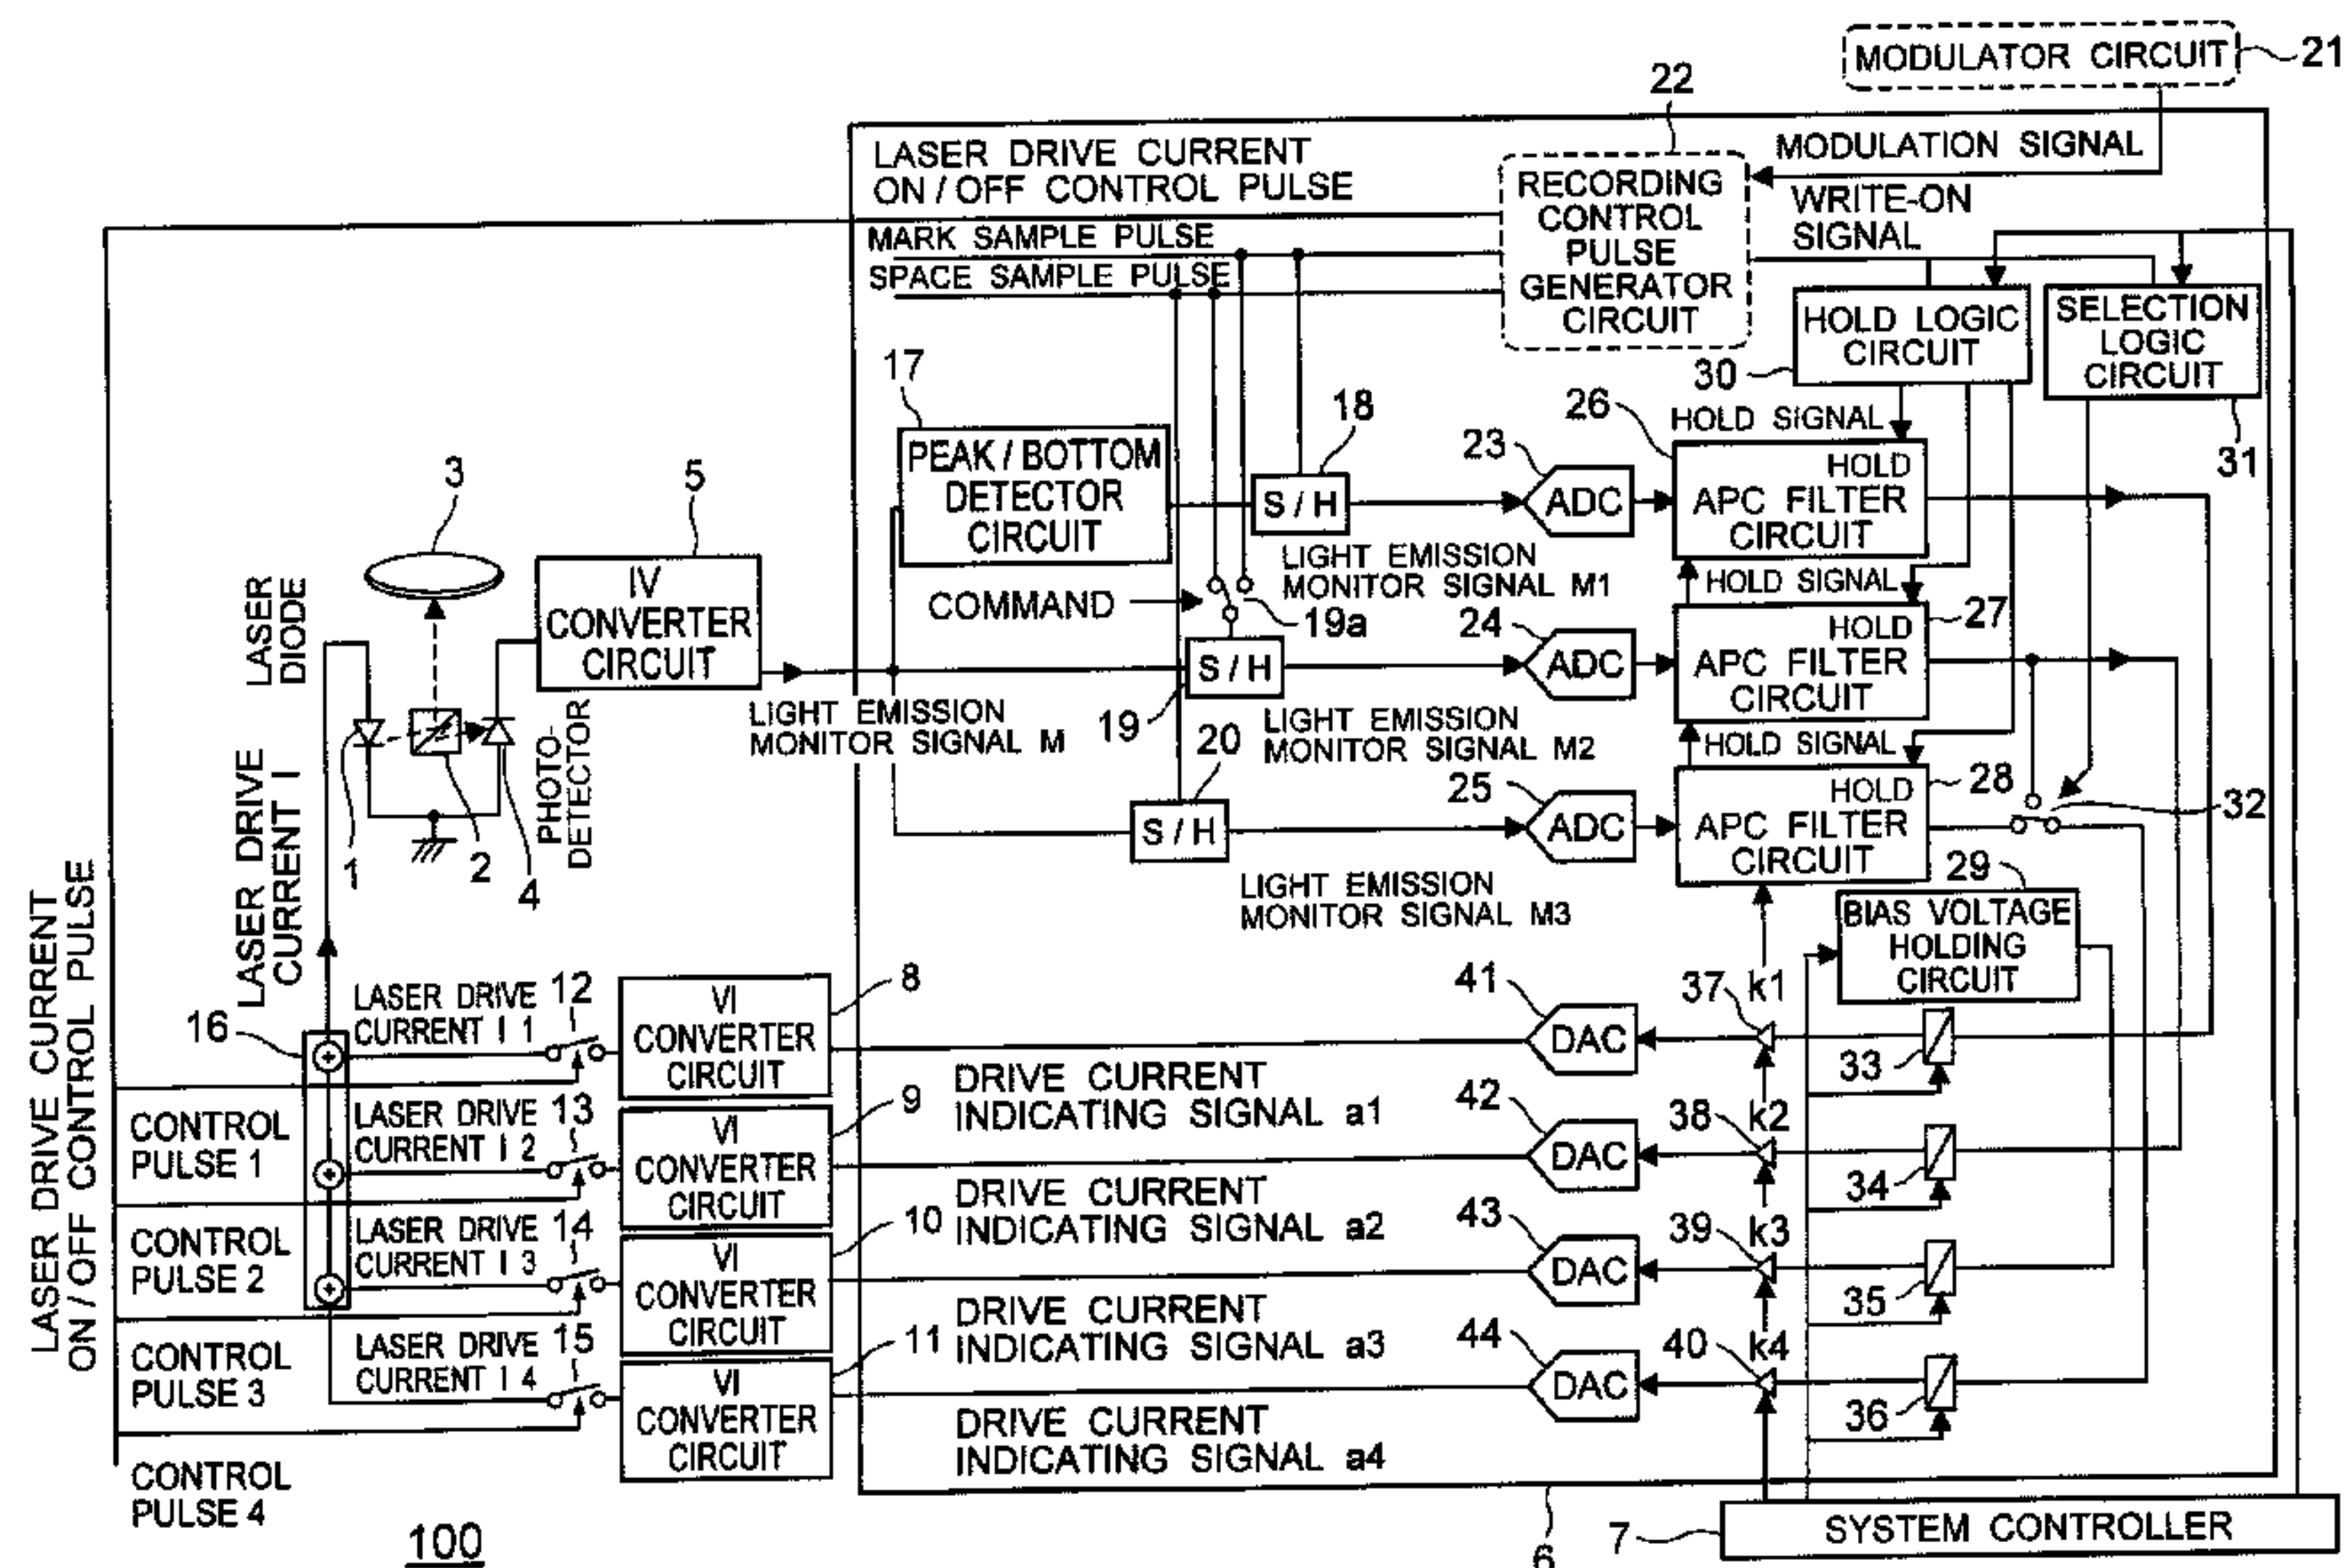 MODULATOR CIRCUIT
21
22
LASER DRIVE CURRENT
ON / OFF CONTROL PULSE
MODULATION SIGNAL
RECORDING
CONTROL
PULSE
GENERATOR
CIRCUIT
WRITE-ON
SIGNAL
MARK SAMPLE PULSE
SPACE SAMPLE PULSE
HOLD LOGIC
CIRCUIT
30
SELECTION
LOGIC
CIRCUIT
31
17
PEAK / BOTTOM
DETECTOR
CIRCUIT
18
S / H
23
ADC
26
HOLD SIGNAL
HOLD
APC FILTER
CIRCUIT
LIGHT EMISSION
MONITOR SIGNAL M1
3
5
IV
CONVERTER
CIRCUIT
LASER
DIODE
COMMAND
19a
S / H
19
24
ADC
HOLD SIGNAL
HOLD
APC FILTER
CIRCUIT
27
LIGHT EMISSION
MONITOR SIGNAL M
LIGHT EMISSION
MONITOR SIGNAL M2
20
S / H
25
ADC
HOLD SIGNAL
HOLD
APC FILTER
CIRCUIT
28
32
LIGHT EMISSION
MONITOR SIGNAL M3
PHOTO-
DETECTOR
1
2
4
LASER DRIVE
CURRENT I
29
BIAS VOLTAGE
HOLDING
CIRCUIT
LASER DRIVE CURRENT
ON / OFF CONTROL PULSE
16
LASER DRIVE
CURRENT I 1
12
VI
CONVERTER
CIRCUIT
8
41
DAC
37
k1
33
DRIVE CURRENT
INDICATING SIGNAL a1
CONTROL
PULSE 1
LASER DRIVE
CURRENT I 2
13
VI
CONVERTER
CIRCUIT
9
42
DAC
38
k2
34
DRIVE CURRENT
INDICATING SIGNAL a2
CONTROL
PULSE 2
LASER DRIVE
CURRENT I 3
14
VI
CONVERTER
CIRCUIT
10
43
DAC
39
k3
35
DRIVE CURRENT
INDICATING SIGNAL a3
CONTROL
PULSE 3
LASER DRIVE
CURRENT I 4
15
VI
CONVERTER
CIRCUIT
11
44
DAC
40
k4
36
DRIVE CURRENT
INDICATING SIGNAL a4
CONTROL
PULSE 4
100
6
7
SYSTEM CONTROLLER